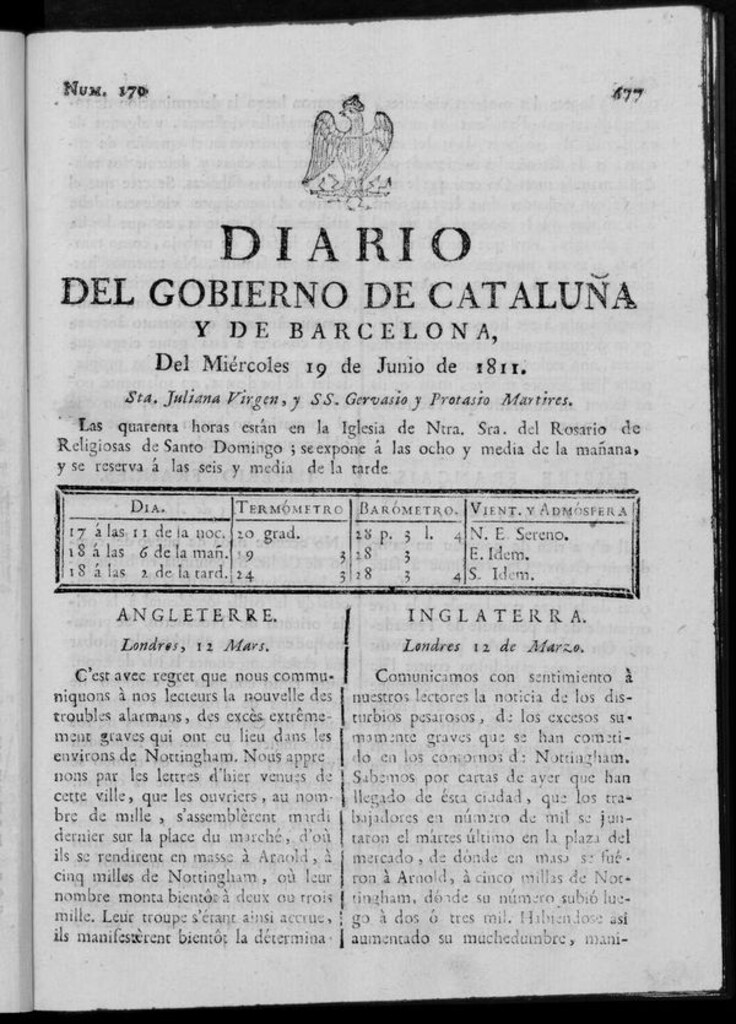 NUM. 170
477
DIARIO
DEL GOBIERNO DE CATALUÑA
Y DE BARCELONA,
Del Miércoles 19 de Junio de 1811.
Sta. Juliana Virgen, y SS. Gervasio y Protasio Martires.
Las quarenta horas están en la Iglesia de Ntra. Sra. del Rosario de
Religiosas de Santo Domingo ; se expone á las ocho y media de la mañana,
y se reserva á las seis y media de la tarde
DIA. TERMÓMETRO BARÓMETRO. VIENT. Y ADMÓSFERA
17 á las 11 de la noc. 20 grad. 28 p. 3 l. 4 N. E. Sereno.
18 á las 6 de la mañ. 19 3 28 3 E. Idem.
18 á las 2 de la tard. 24 3 28 3 4 S. Idem.
ANGLETERRE.
Londres, 12 Mars.
C'est avec regret que nous commu-
niquons à nos lecteurs la nouvelle des
troubles alarmans, des excès extrême-
ment graves qui ont eu lieu dans les
environs de Nottingham. Nous appre
nons par les lettres d'hier venues de
cette ville, que les ouvriers, au nom-
bre de mille, s'assemblèrent mardi
dernier sur la place du marché, d'où
ils se rendirent en masse à Arnold, à
cinq milles de Nottingham, où leur
nombre monta bientôt à deux ou trois
mille. Leur troupe s'étant ainsi accrue,
ils manifestèrent bientôt la détermina-
INGLATERRA.
Londres 12 de Marzo.
Comunicamos con sentimiento à
nuestros lectores la noticia de los dis-
turbios pesarosos, de los excesos su-
mamente graves que se han cometi-
do en los contornos de Nottingham.
Sabemos por cartas de ayer que han
llegado de ésta ciudad, que los tra-
bajadores en número de mil se jun-
taron el mártes último en la plaza del
mercado, de dónde en masa se fué-
ron à Arnold, à cinco millas de Not-
tingham, dónde su número subió lue-
go à dos ó tres mil. Habiendose asi
aumentado su muchedumbre, mani-